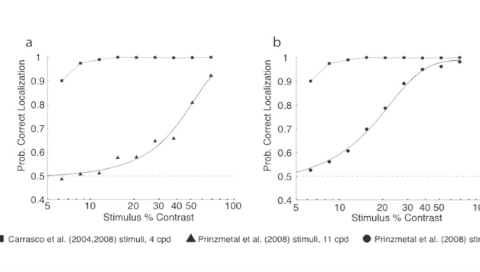 a
b
1
0.9
0.8
0.7
0.6
0.5
0.4
Prob. Correct Localization
5 10 20 30 40 50 100
Stimulus % Contrast
1
0.9
0.8
0.7
0.6
0.5
0.4
Prob. Correct Localization
5 10 20 30 40 50
Stimulus % Contrast
Carrasco et al. (2004,2008) stimuli, 4 cpd
Prinzmetal et al. (2008) stimuli, 11 cpd
Prinzmetal et al. (2008)